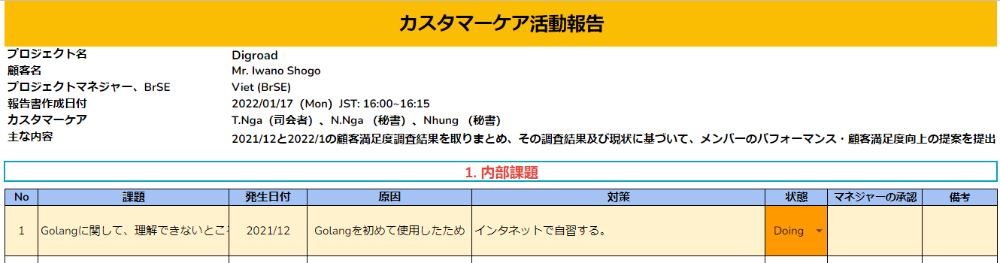 カスタマーケア活動報告
プロジェクト名 Digroad
顧客名 Mr. Iwano Shogo
プロジェクトマネジャー、BrSE Viet (BrSE)
報告書作成日付 2022/01/17（Mon）JST: 16:00~16:15
カスタマーケア T.Nga（司会者）、N.Nga （秘書）、Nhung （秘書）
主な内容 2021/12と2022/1の顧客満足度調査結果を取りまとめ、その調査結果及び現状に基づいて、メンバーのパフォーマンス・顧客満足度向上の提案を提出
1. 内部課題
No 課題 発生日付 原因 対策 状態 マネジャーの承認 備考
1 Golangに関して、理解できないところ 2021/12 Golangを初めて使用したため インタネットで自習する。 Doing